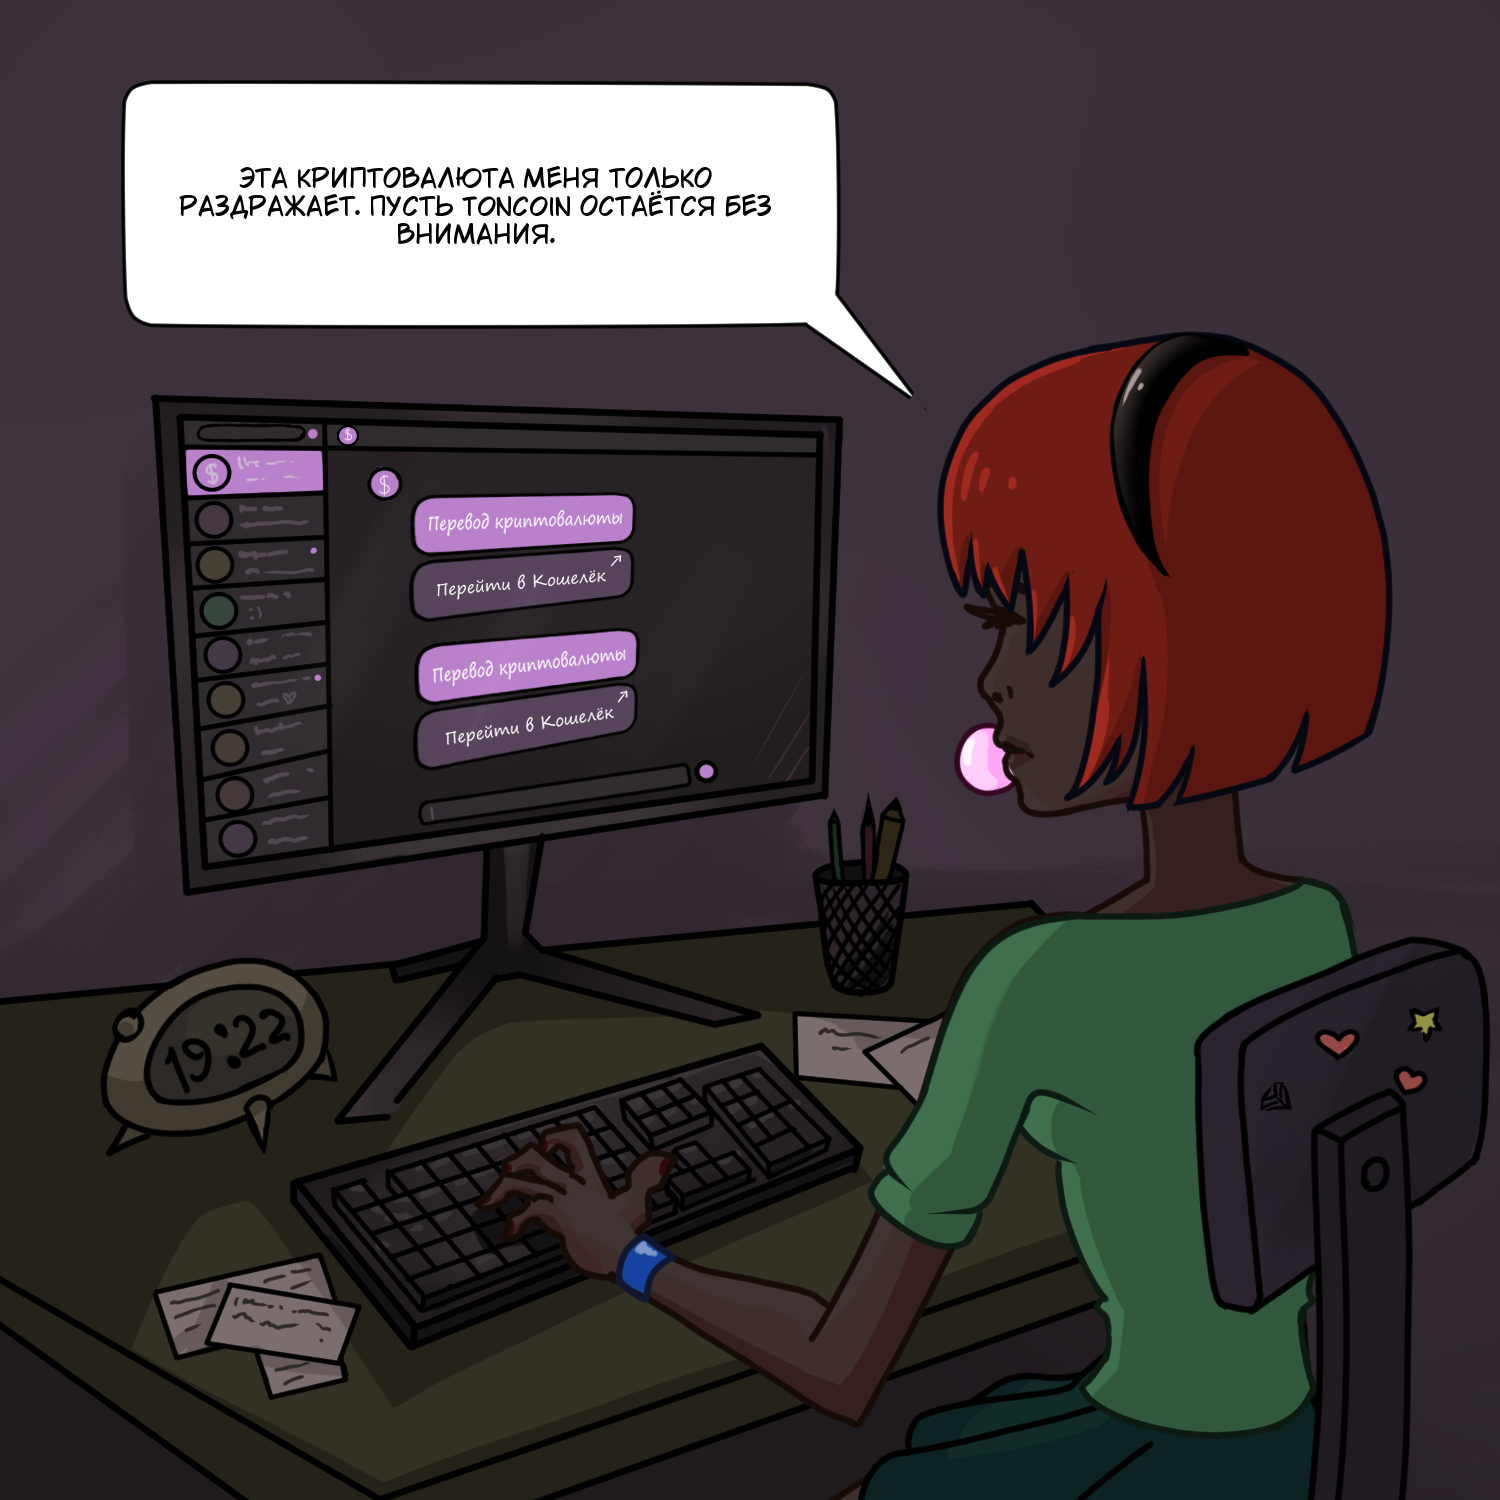 ЭТА КРИПТОВАЛЮТА МЕНЯ ТОЛЬКО
РАЗДРАЖАЕТ. ПУСТЬ TONCOIN ОСТАЁТСЯ БЕЗ
ВНИМАНИЯ.
$
$
$
Перевод криптовалюты
Перейти в Кошелёк
:)
Перевод криптовалюты
Перейти в Кошелёк
19:22